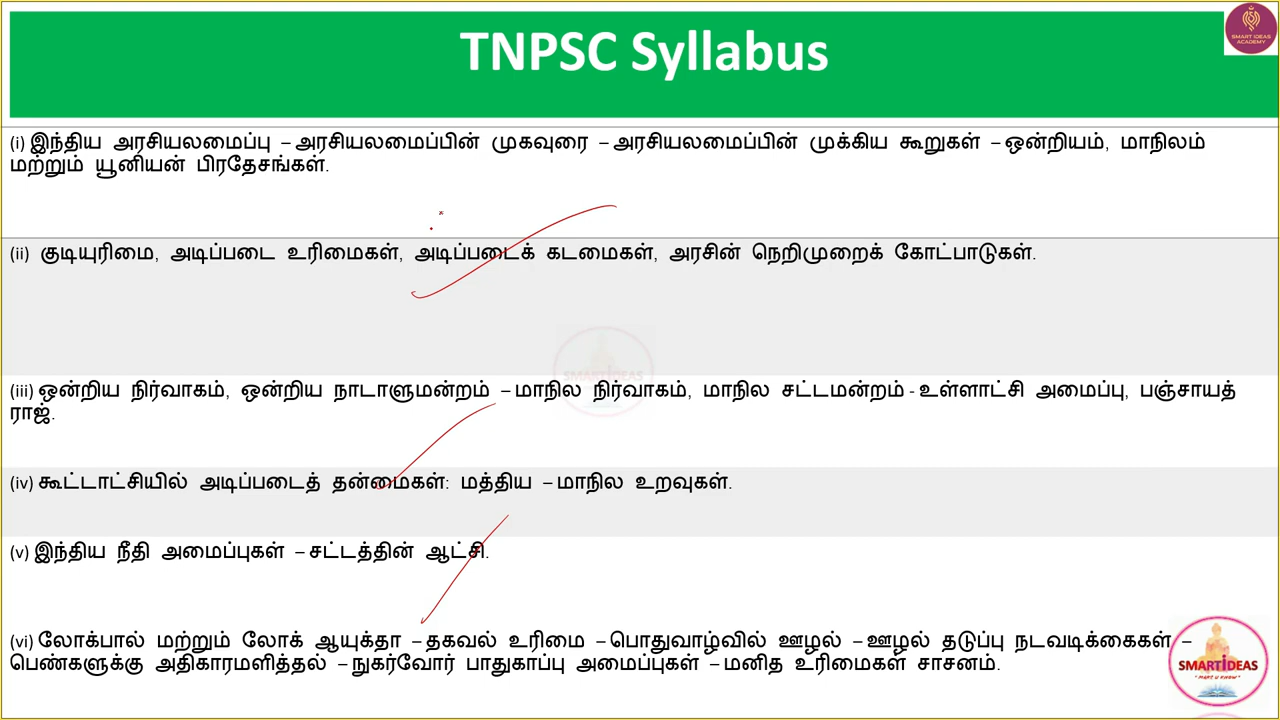 TNPSC Syllabus
SMART IDEAS
ACADEMY
(i) இந்திய அரசியலமைப்பு – அரசியலமைப்பின் முகவுரை – அரசியலமைப்பின் முக்கிய கூறுகள் – ஒன்றியம், மாநிலம்
மற்றும் யூனியன் பிரதேசங்கள்.
(ii) குடியுரிமை, அடிப்படை உரிமைகள், அடிப்படைக் கடமைகள், அரசின் நெறிமுறைக் கோட்பாடுகள்.
SMARTIDEAS
(iii) ஒன்றிய நிர்வாகம், ஒன்றிய நாடாளுமன்றம் – மாநில நிர்வாகம், மாநில சட்டமன்றம் - உள்ளாட்சி அமைப்பு, பஞ்சாயத்
ராஜ்.
(iv) கூட்டாட்சியில் அடிப்படைத் தன்மைகள்: மத்திய – மாநில உறவுகள்.
(v) இந்திய நீதி அமைப்புகள் – சட்டத்தின் ஆட்சி.
(vi) லோக்பால் மற்றும் லோக் ஆயுக்தா – தகவல் உரிமை – பொதுவாழ்வில் ஊழல் – ஊழல் தடுப்பு நடவடிக்கைகள் –
பெண்களுக்கு அதிகாரமளித்தல் – நுகர்வோர் பாதுகாப்பு அமைப்புகள் – மனித உரிமைகள் சாசனம்.
SMARTIDEAS